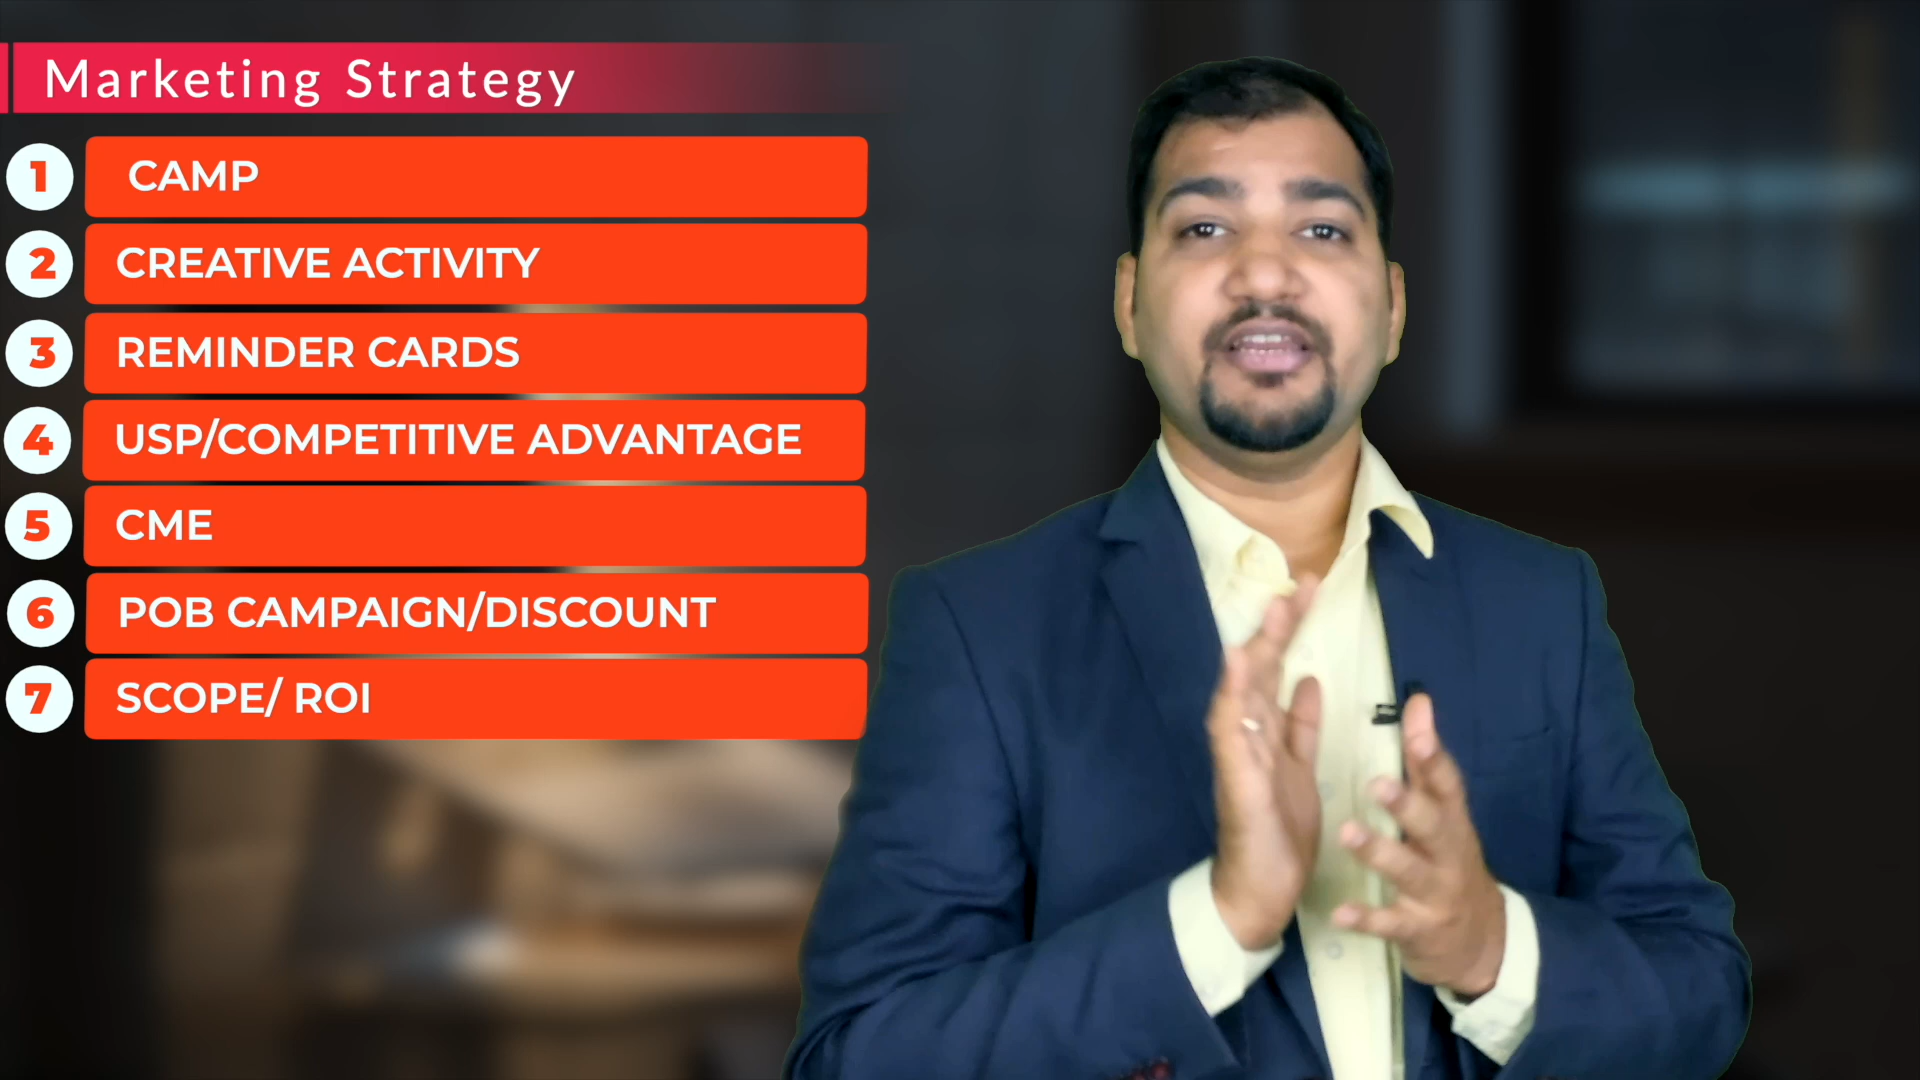 Marketing Strategy
1 CAMP
2 CREATIVE ACTIVITY
3 REMINDER CARDS
4 USP/COMPETITIVE ADVANTAGE
5 CME
6 POB CAMPAIGN/DISCOUNT
7 SCOPE/ ROI